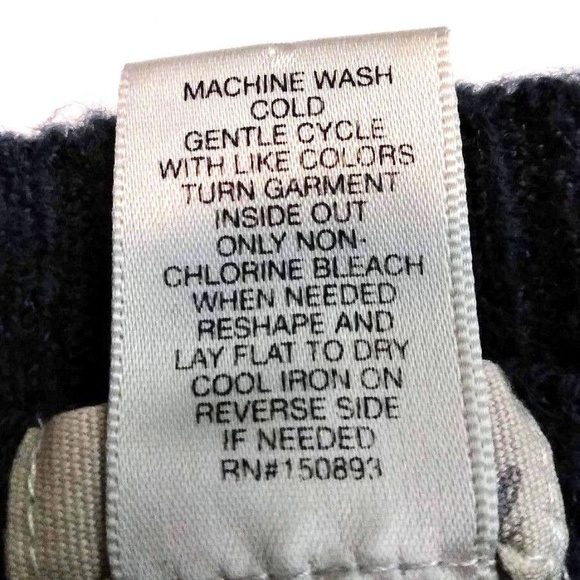 MACHINE WASH
COLD
GENTLE CYCLE
WITH LIKE COLORS
TURN GARMENT
INSIDE OUT
ONLY NON-
CHLORINE BLEACH
WHEN NEEDED
RESHAPE AND
LAY FLAT TO DRY
COOL IRON ON
REVERSE SIDE
IF NEEDED
RN#150893